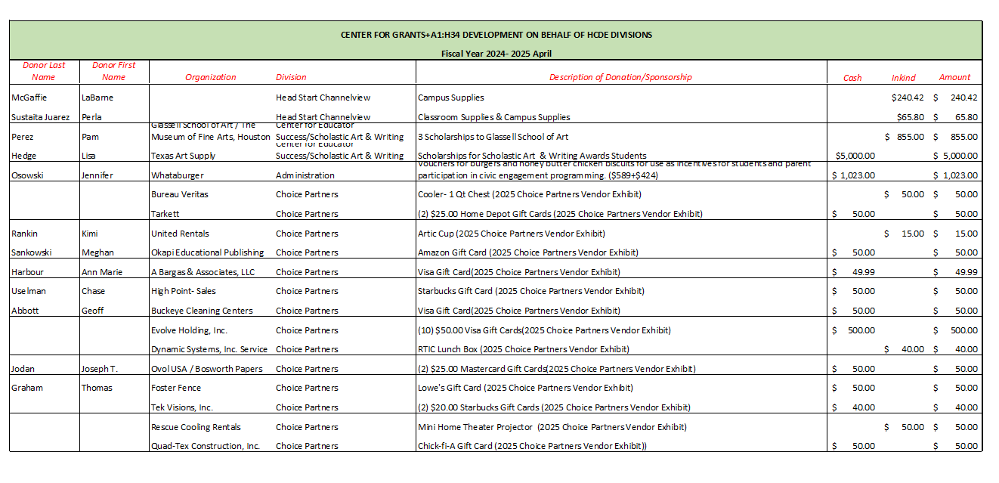 CENTER FOR GRANTS+A1:H34 DEVELOPMENT ON BEHALF OF HCDE DIVISIONS
Fiscal Year 2024- 2025 April
Donor Last Name Donor First Name Organization Division Description of Donation/Sponsorship Cash Inkind Amount
McGaffie LaBarne Head Start Channelview Campus Supplies $240.42 $ 240.42
Sustaita Juarez Perla Head Start Channelview Classroom Supplies & Campus Supplies $65.80 $ 65.80
Glassell School of Art / The Center for Educator
Perez Pam Museum of Fine Arts, Houston Success/Scholastic Art & Writing 3 Scholarships to Glassell School of Art $ 855.00 $ 855.00
Center for Educator
Hedge Lisa Texas Art Supply Success/Scholastic Art & Writing Scholarships for Scholastic Art & Writing Awards Students $5,000.00 $ 5,000.00
Vouchers for burgers and honey butter chicken biscuits for use as incentives for students and parent
Osowski Jennifer Whataburger Administration participation in civic engagement programming. ($589+$424) $ 1,023.00 $ 1,023.00
Bureau Veritas Choice Partners Cooler- 1 Qt Chest (2025 Choice Partners Vendor Exhibit) $ 50.00 $ 50.00
Tarkett Choice Partners (2) $25.00 Home Depot Gift Cards (2025 Choice Partners Vendor Exhibit) $ 50.00 $ 50.00
Rankin Kimi United Rentals Choice Partners Artic Cup (2025 Choice Partners Vendor Exhibit) $ 15.00 $ 15.00
Sankowski Meghan Okapi Educational Publishing Choice Partners Amazon Gift Card (2025 Choice Partners Vendor Exhibit) $ 50.00 $ 50.00
Harbour Ann Marie A Bargas & Associates, LLC Choice Partners Visa Gift Card(2025 Choice Partners Vendor Exhibit) $ 49.99 $ 49.99
Uselman Chase High Point- Sales Choice Partners Starbucks Gift Card (2025 Choice Partners Vendor Exhibit) $ 50.00 $ 50.00
Abbott Geoff Buckeye Cleaning Centers Choice Partners Visa Gift Card(2025 Choice Partners Vendor Exhibit) $ 50.00 $ 50.00
Evolve Holding, Inc. Choice Partners (10) $50.00 Visa Gift Cards(2025 Choice Partners Vendor Exhibit) $ 500.00 $ 500.00
Dynamic Systems, Inc. Service Choice Partners RTIC Lunch Box (2025 Choice Partners Vendor Exhibit) $ 40.00 $ 40.00
Jodan Joseph T. Ovol USA / Bosworth Papers Choice Partners (2) $25.00 Mastercard Gift Cards(2025 Choice Partners Vendor Exhibit) $ 50.00 $ 50.00
Graham Thomas Foster Fence Choice Partners Lowe's Gift Card (2025 Choice Partners Vendor Exhibit) $ 50.00 $ 50.00
Tek Visions, Inc. Choice Partners (2) $20.00 Starbucks Gift Cards (2025 Choice Partners Vendor Exhibit) $ 40.00 $ 40.00
Rescue Cooling Rentals Choice Partners Mini Home Theater Projector (2025 Choice Partners Vendor Exhibit) $ 50.00 $ 50.00
Quad-Tex Construction, Inc. Choice Partners Chick-fi-A Gift Card (2025 Choice Partners Vendor Exhibit)) $ 50.00 $ 50.00